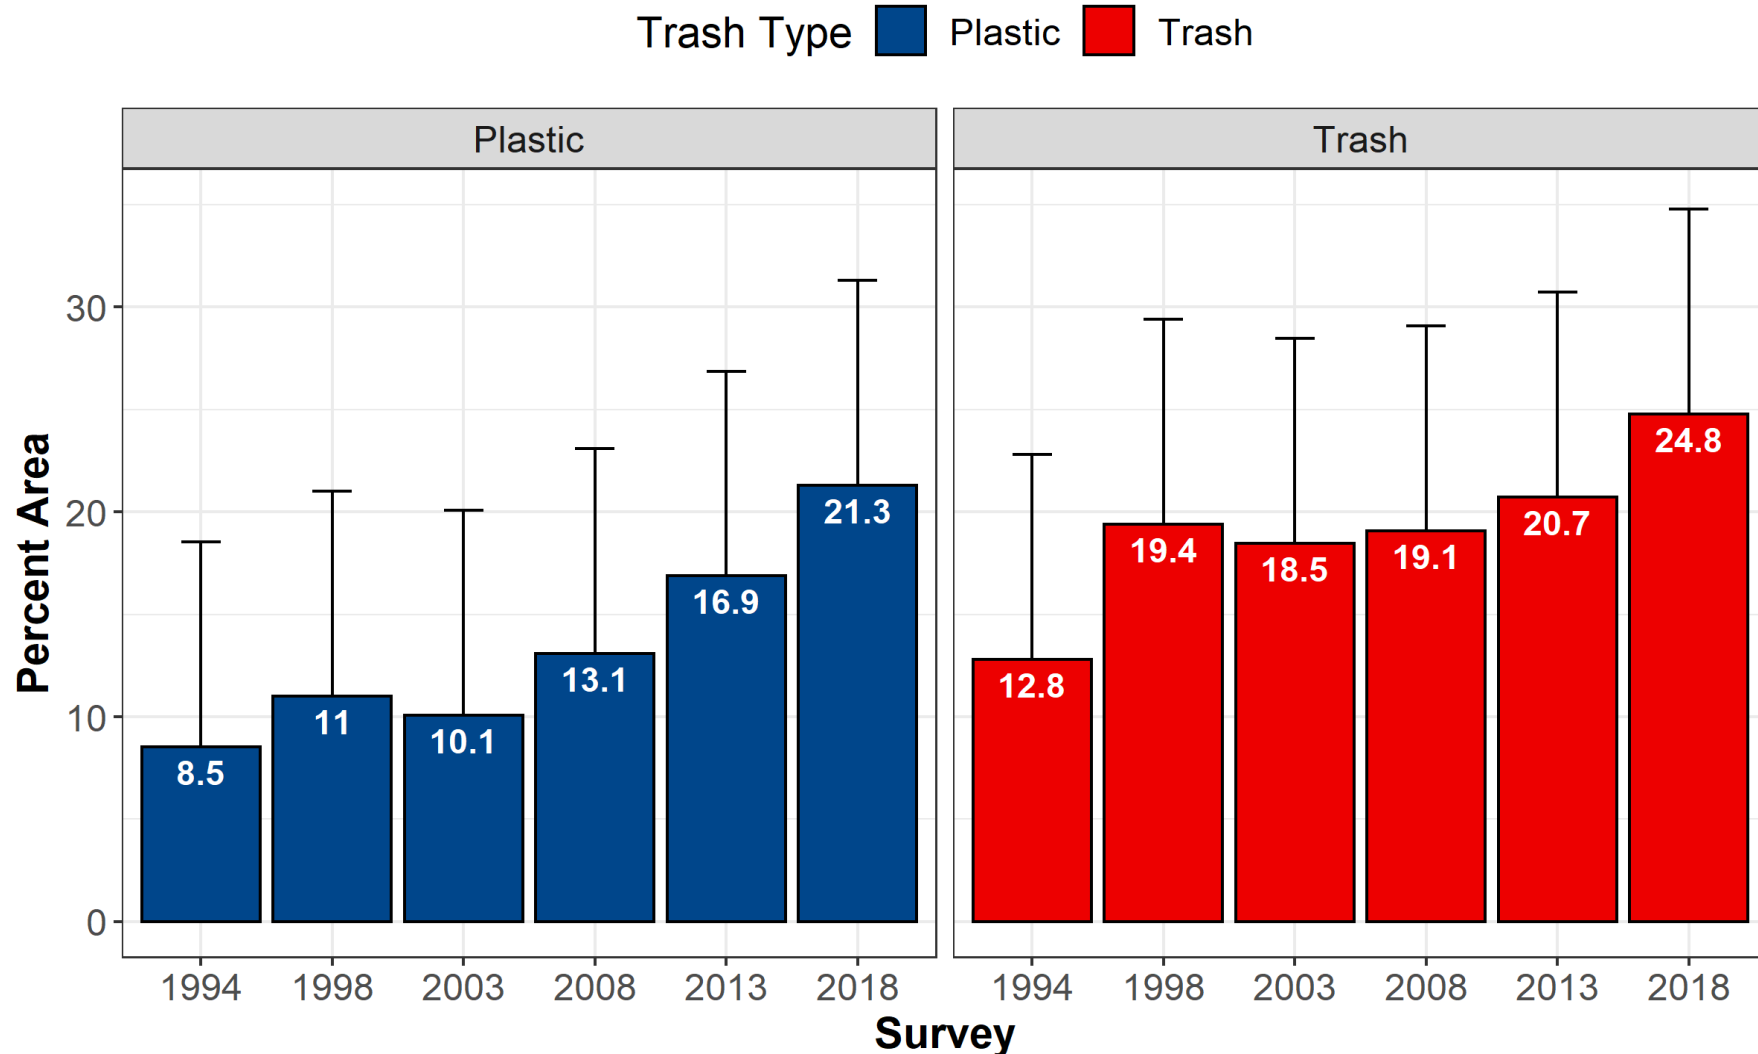 Trash Type Plastic Trash
Plastic Trash
Percent Area
30
20
10
0
8.5 11 10.1 13.1 16.9 21.3
12.8 19.4 18.5 19.1 20.7 24.8
1994 1998 2003 2008 2013 2018 1994 1998 2003 2008 2013 2018
Survey